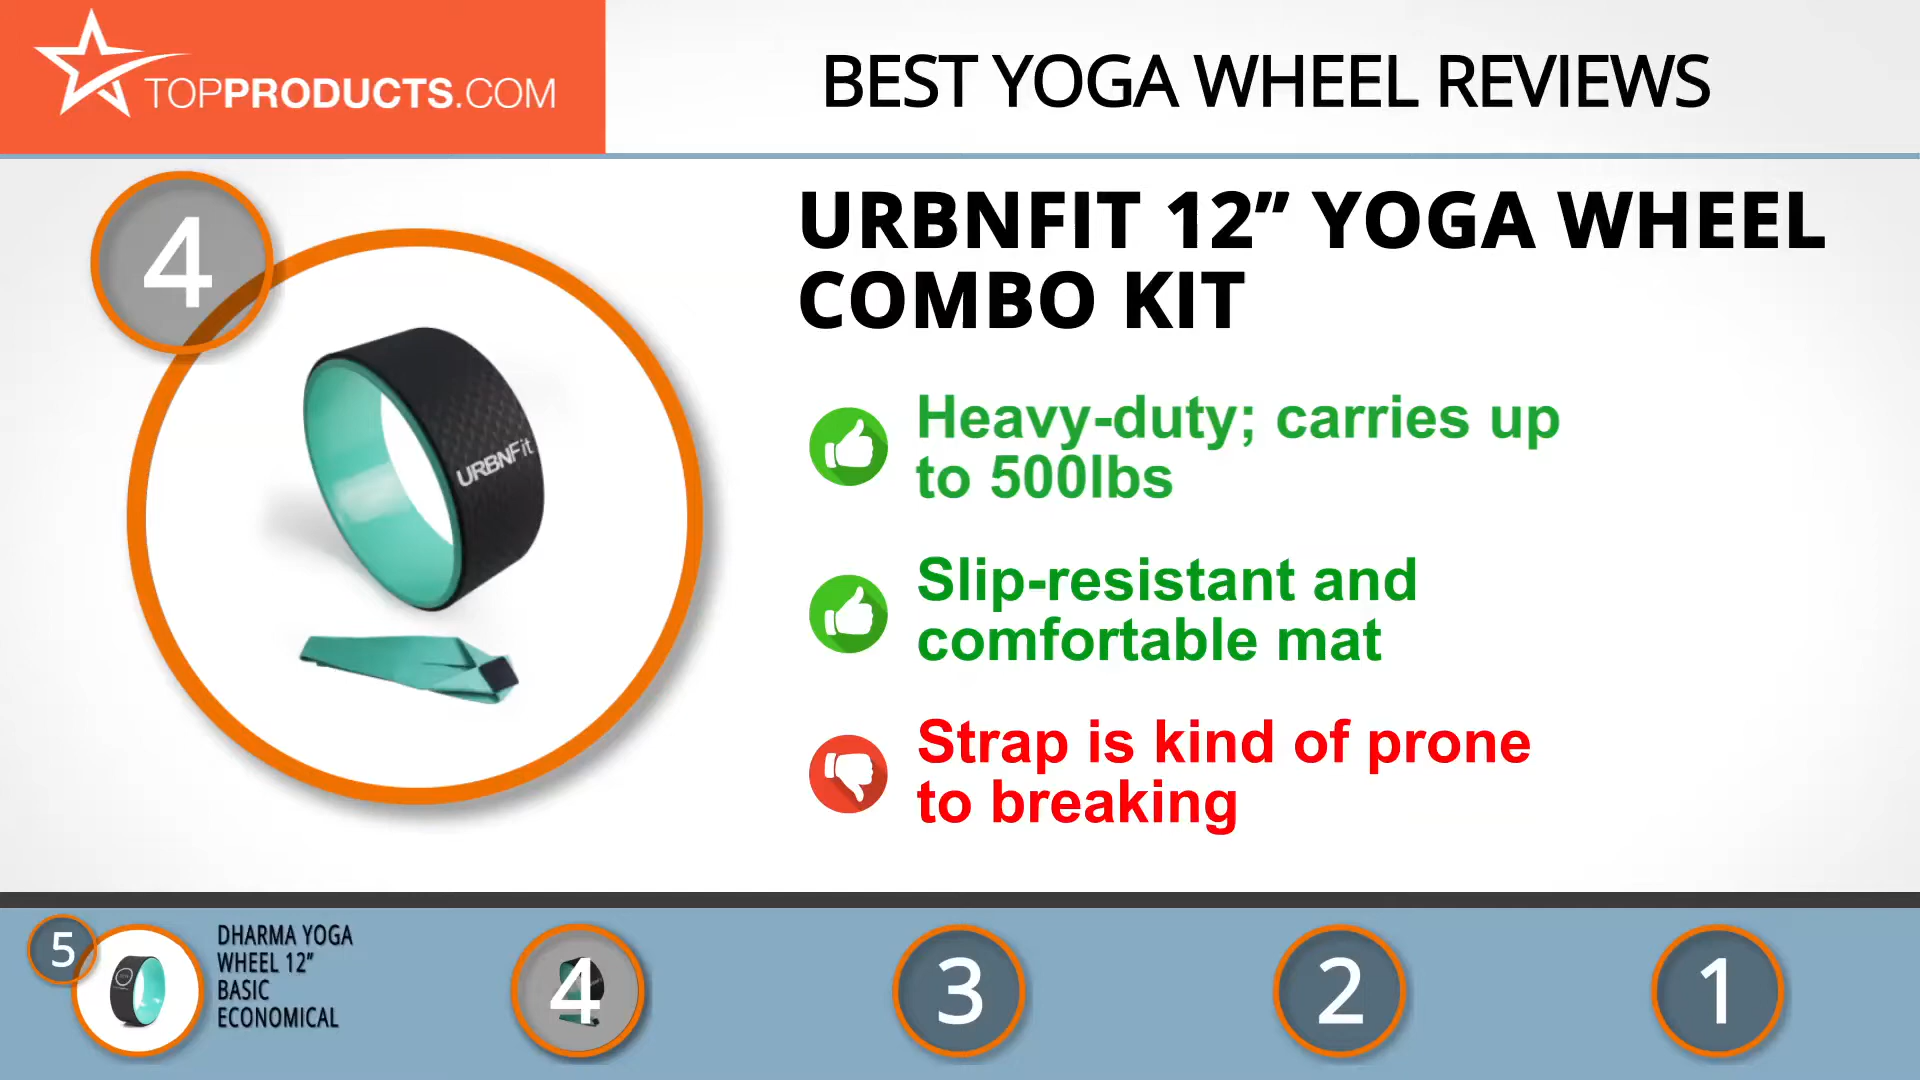 TOPPRODUCTS.COM
BEST YOGA WHEEL REVIEWS
4
URBNFIT 12” YOGA WHEEL
COMBO KIT
URBNFit
Heavy-duty; carries up
to 500lbs
Slip-resistant and
comfortable mat
Strap is kind of prone
to breaking
5
DHARMA YOGA
WHEEL 12”
BASIC
ECONOMICAL
4
3
2
1